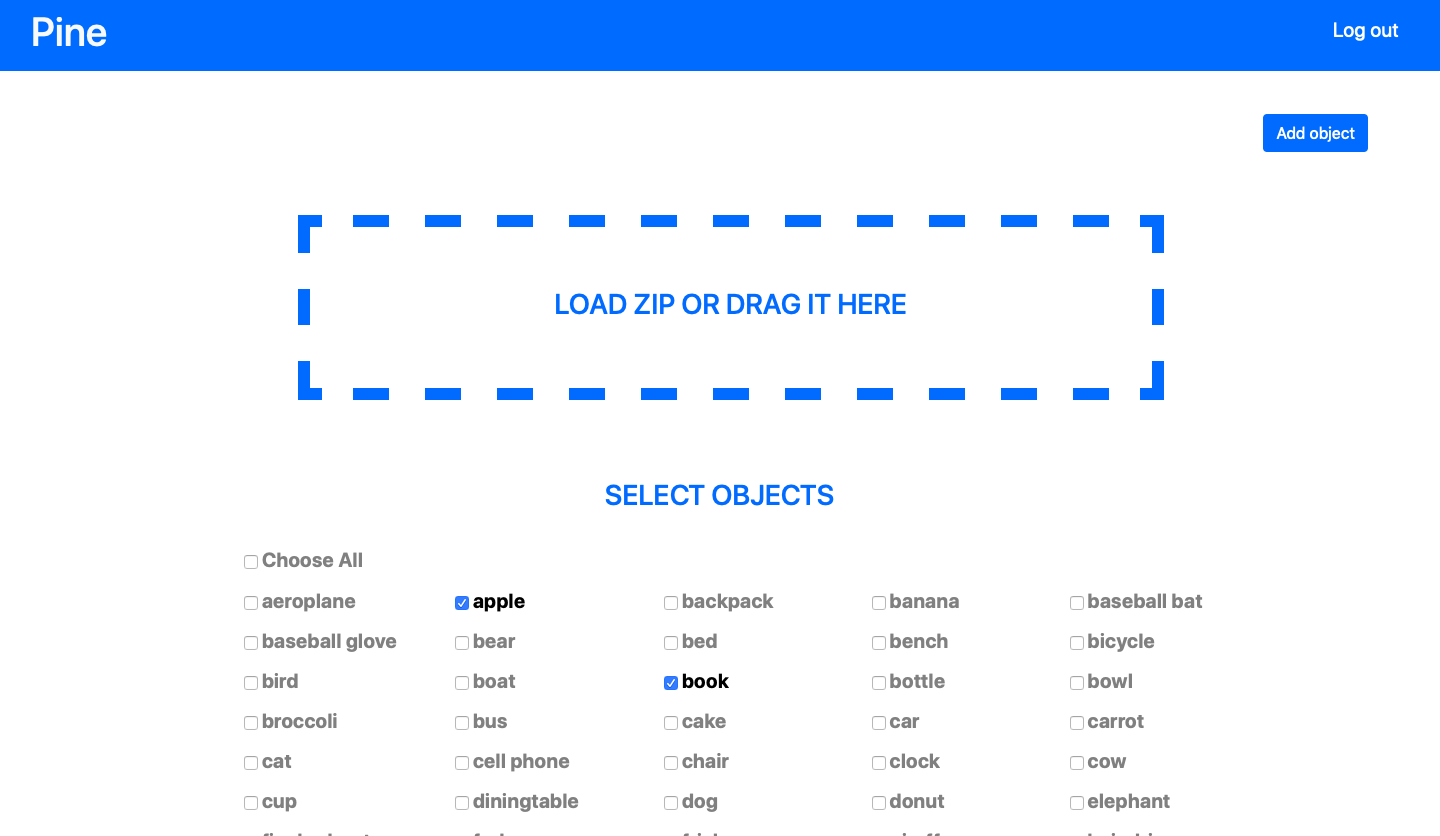 Pine
Log out
Add object
LOAD ZIP OR DRAG IT HERE
SELECT OBJECTS
Choose All
aeroplane apple backpack banana baseball bat
baseball glove bear bed bench bicycle
bird boat book bottle bowl
broccoli bus cake car carrot
cat cell phone chair clock cow
cup diningtable dog donut elephant